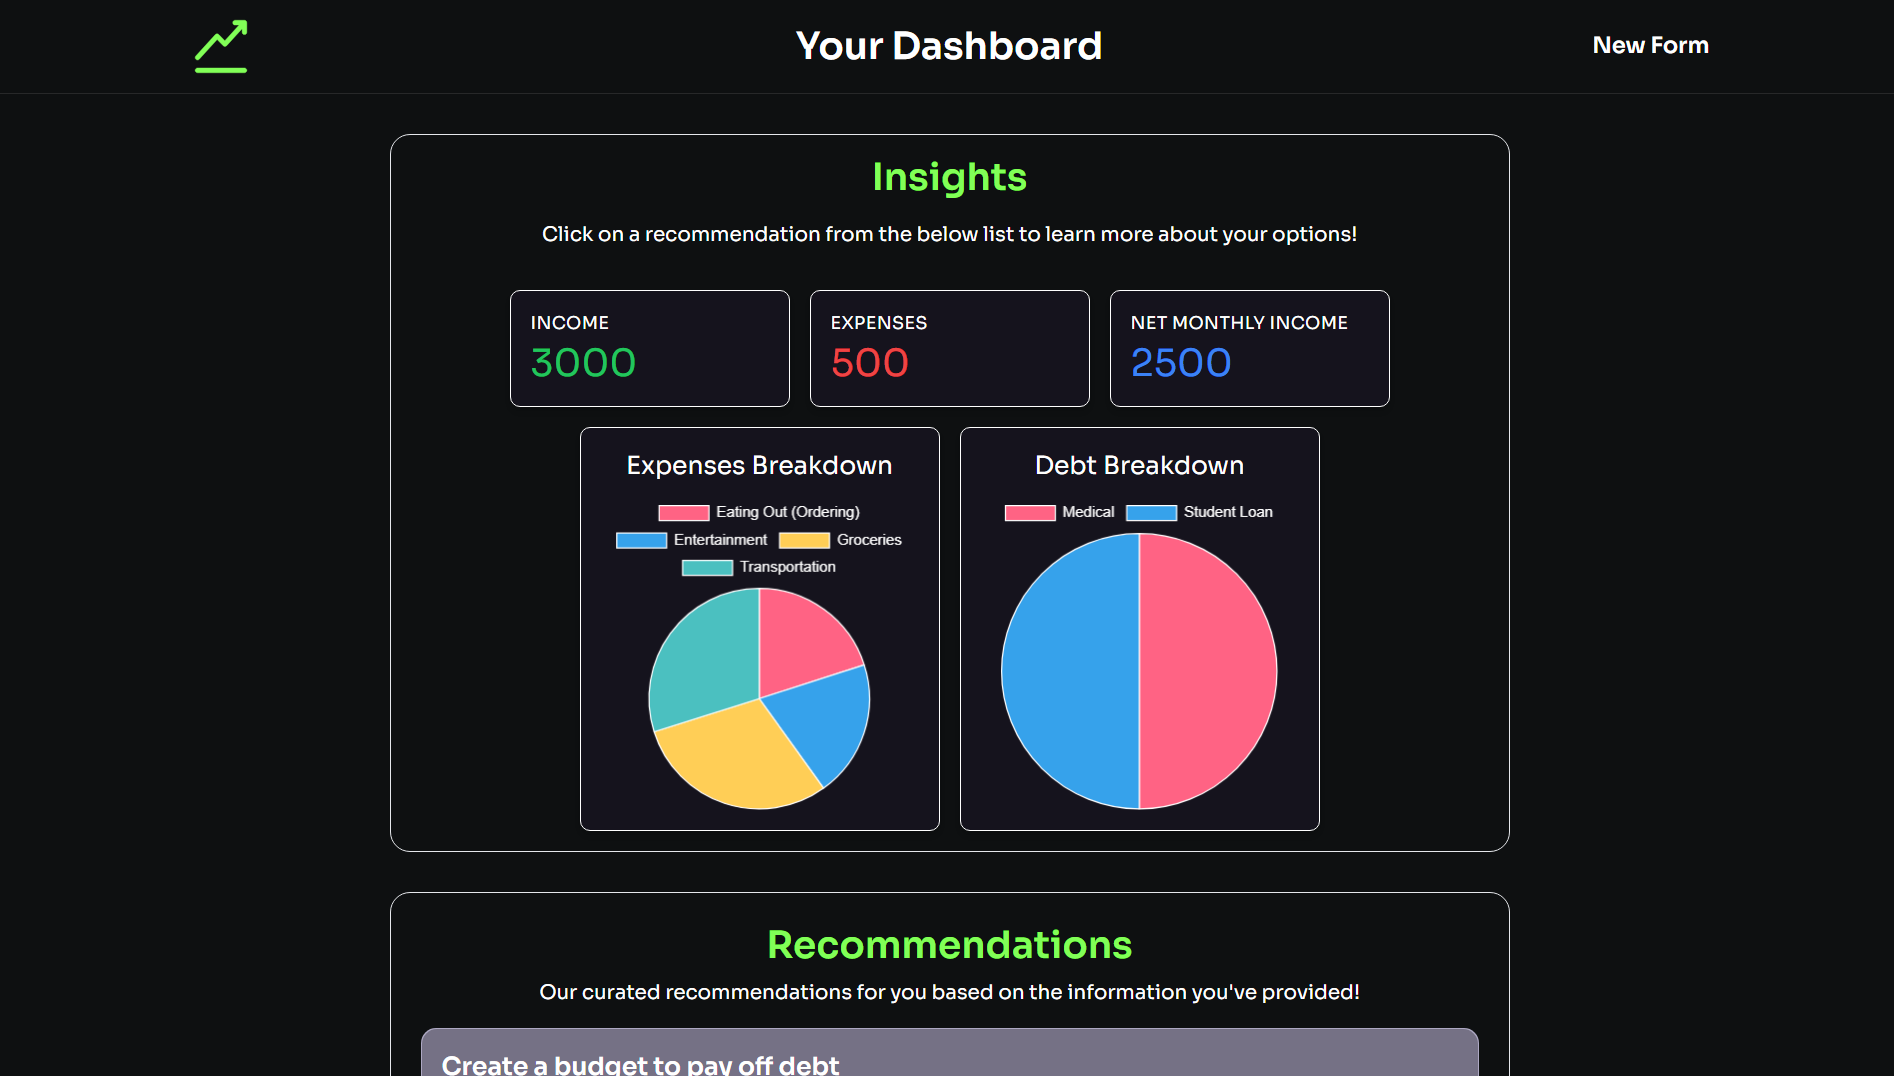 Your Dashboard
New Form
Insights
Click on a recommendation from the below list to learn more about your options!
INCOME
3000
EXPENSES
500
NET MONTHLY INCOME
2500
Expenses Breakdown
Eating Out (Ordering)
Entertainment Groceries
Transportation
Debt Breakdown
Medical Student Loan
Recommendations
Our curated recommendations for you based on the information you've provided!
Create a budget to pay off debt